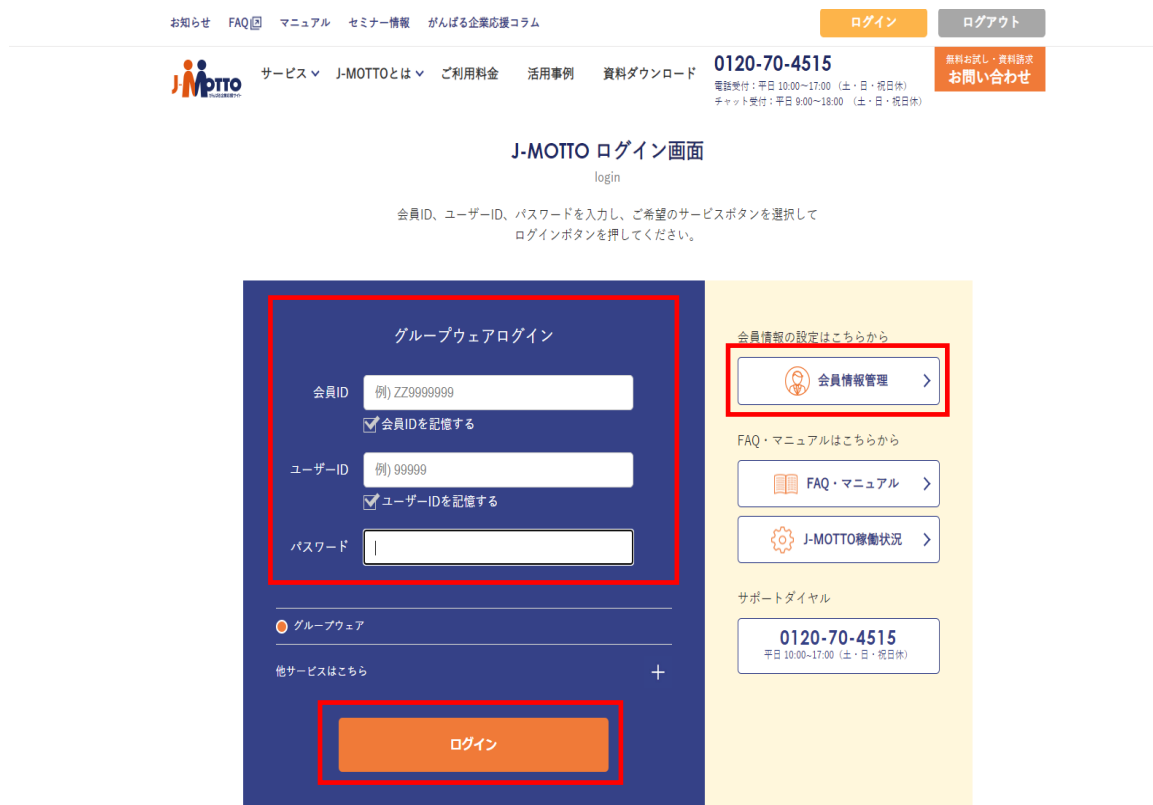 お知らせ FAQ マニュアル セミナー情報 がんばる企業応援コラム
ログイン ログアウト
J-MOTTO
がんばる企業応援サイト
サービス J-MOTTOとは ご利用料金 活用事例 資料ダウンロード
0120-70-4515
電話受付：平日 10:00〜17:00 （土・日・祝日休）
チャット受付：平日 9:00〜18:00 （土・日・祝日休）
無料お試し・資料請求
お問い合わせ
J-MOTTO ログイン画面
login
会員ID、ユーザーID、パスワードを入力し、ご希望のサービスボタンを選択して
ログインボタンを押してください。
グループウェアログイン
会員ID 例) ZZ9999999
会員IDを記憶する
ユーザーID 例) 99999
ユーザーIDを記憶する
パスワード
グループウェア
他サービスはこちら
ログイン
会員情報の設定はこちらから
会員情報管理
FAQ・マニュアルはこちらから
FAQ・マニュアル
J-MOTTO稼働状況
サポートダイヤル
0120-70-4515
平日 10:00~17:00（土・日・祝日休）